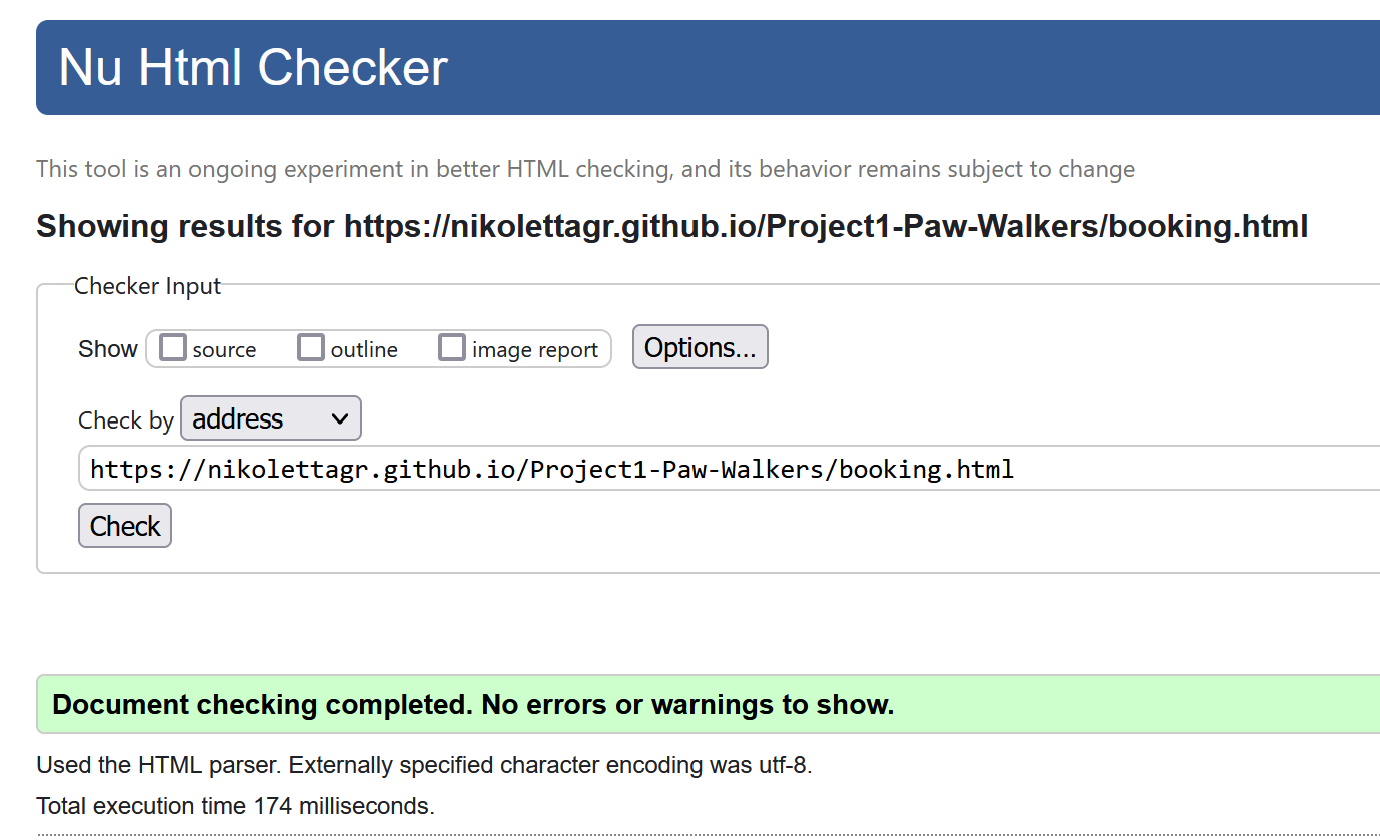 Nu Html Checker
This tool is an ongoing experiment in better HTML checking, and its behavior remains subject to change
Showing results for https://nikolettagr.github.io/Project1-Paw-Walkers/booking.html
Checker Input
Show source outline image report Options...
Check by address
https://nikolettagr.github.io/Project1-Paw-Walkers/booking.html
Check
Document checking completed. No errors or warnings to show.
Used the HTML parser. Externally specified character encoding was utf-8.
Total execution time 174 milliseconds.